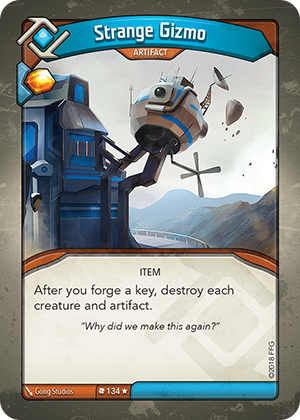 Strange Gizmo
ARTIFACT
ITEM
After you forge a key, destroy each
creature and artifact.
"Why did we make this again?"
Gong Studios
134★
©2018 FFG